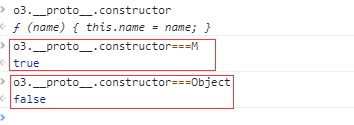 o3.__proto__.constructor
ƒ (name) { this.name = name; }
o3.__proto__.constructor===M
true
o3.__proto__.constructor===Object
false